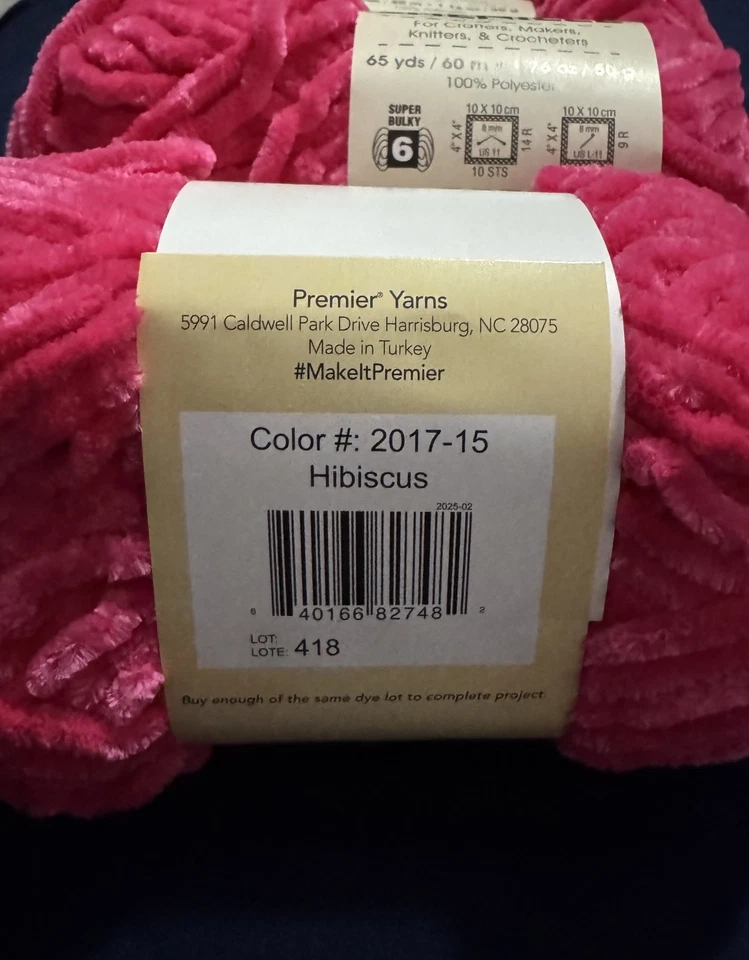 For Crafters, Makers,
Knitters, & Crocheters
65 yds / 60 m
100% Polyester
SUPER
BULKY
6
10 X 10 cm
4" X 4"
8 mm
US 11
14 R
10 STS
10 X 10 cm
4" X 4"
8 mm
US L-11
9 R
Premier® Yarns
5991 Caldwell Park Drive Harrisburg, NC 28075
Made in Turkey
#MakeItPremier
Color #: 2017-15
Hibiscus
2025-02
6 40166 82748 2
LOT:
LOTE: 418
Buy enough of the same dye lot to complete project.